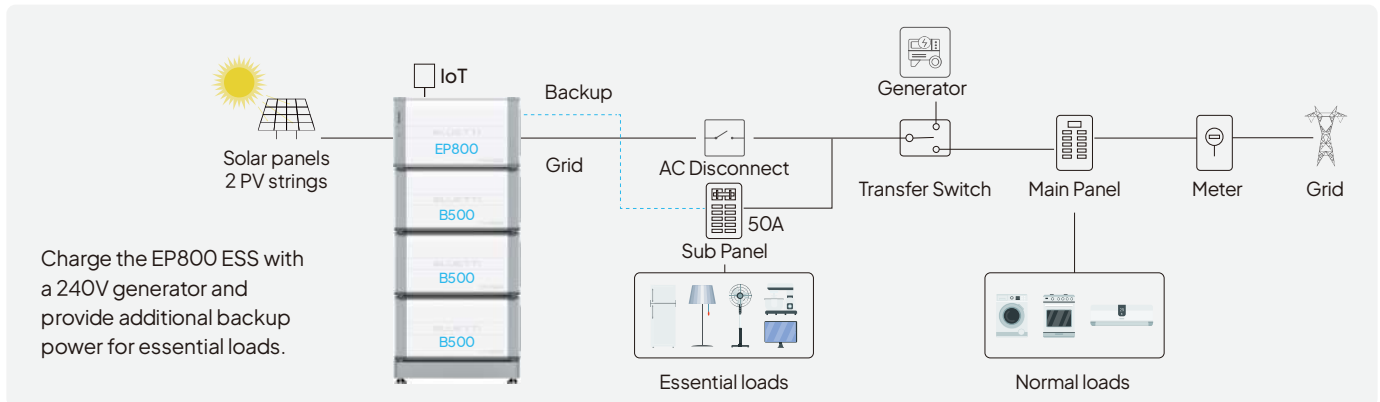 IoT
Backup
Generator
EP800
Grid
AC Disconnect
Solar panels
2 PV strings
Transfer Switch
Main Panel
Meter
Grid
B500
50A
Sub Panel
Charge the EP800 ESS with
a 240V generator and
provide additional backup
power for essential loads.
B500
B500
Essential loads
Normal loads